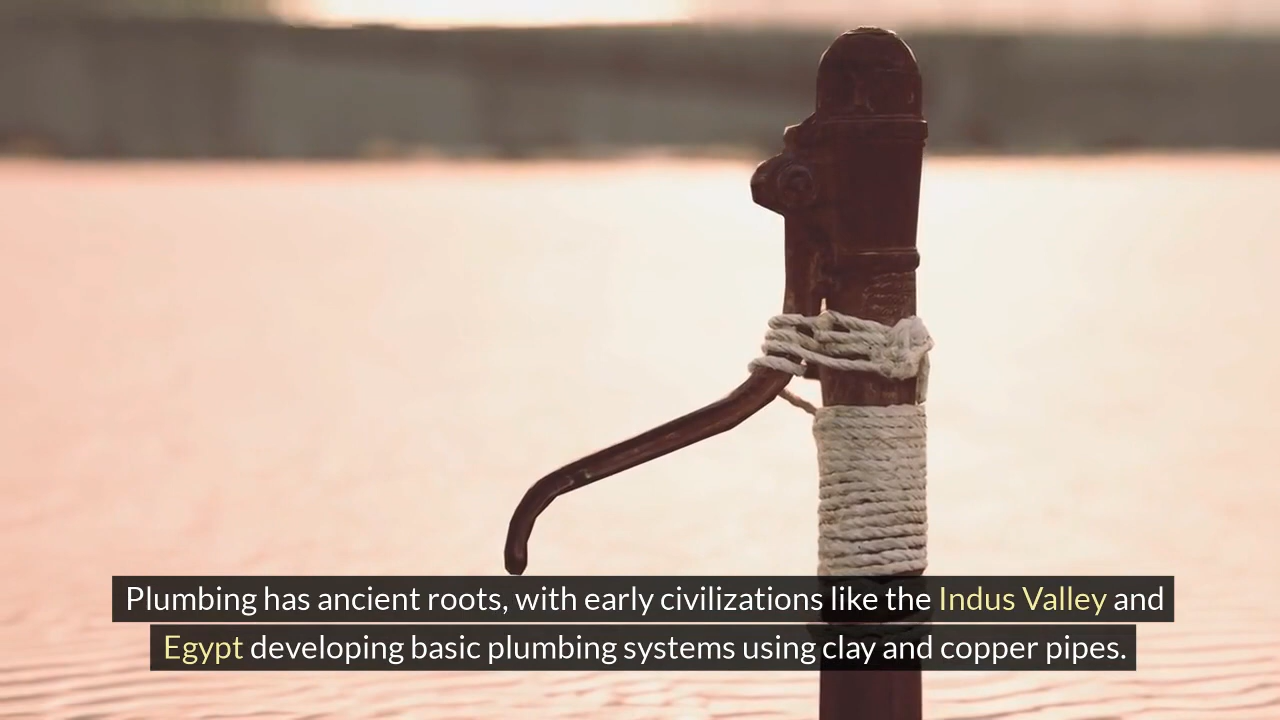 Plumbing has ancient roots, with early civilizations like the Indus Valley and
Egypt developing basic plumbing systems using clay and copper pipes.